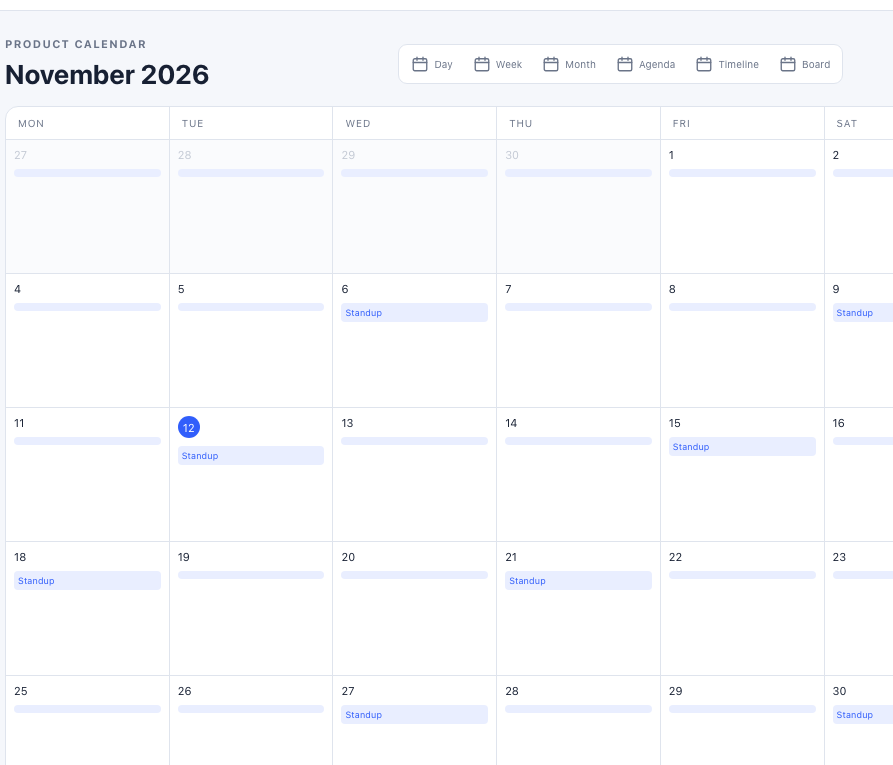 PRODUCT CALENDAR
November 2026
Day Week Month Agenda Timeline Board
MON TUE WED THU FRI SAT
27 28 29 30 1 2
4 5 6 7 8 9
Standup Standup
11 12 13 14 15 16
Standup Standup
18 19 20 21 22 23
Standup Standup
25 26 27 28 29 30
Standup Standup